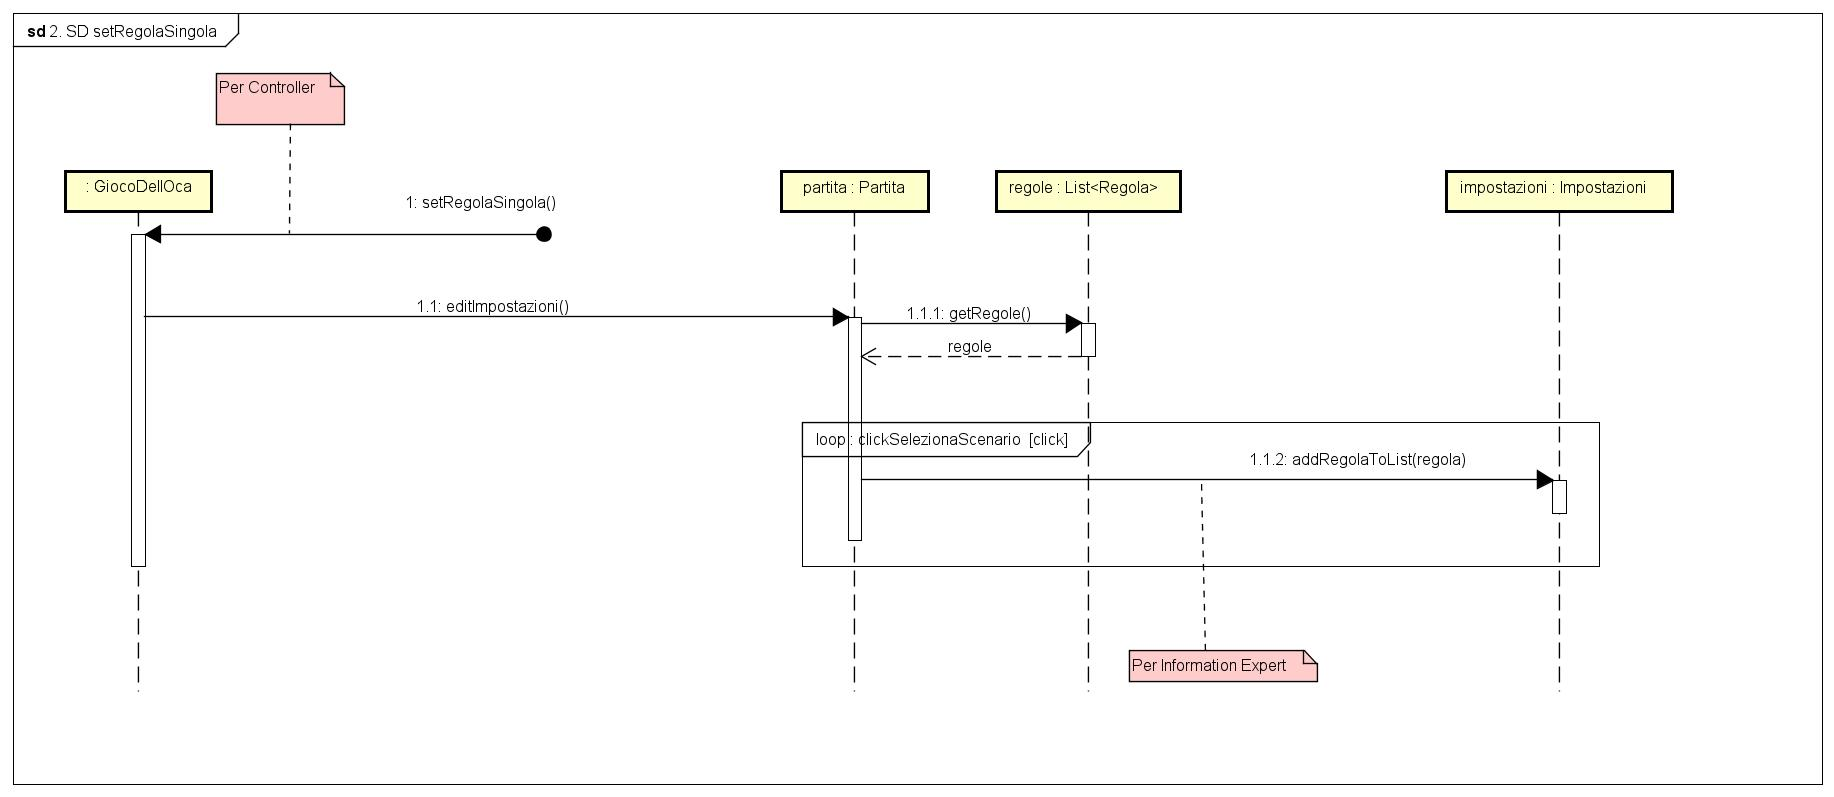 sd 2. SD setRegolaSingola
Per Controller
: GiocoDellOca
partita : Partita
regole : List<Regola>
impostazioni : Impostazioni
1: setRegolaSingola()
1.1: editImpostazioni()
1.1.1: getRegole()
regole
loop : clickSelezionaScenario [click]
1.1.2: addRegolaToList(regola)
Per Information Expert